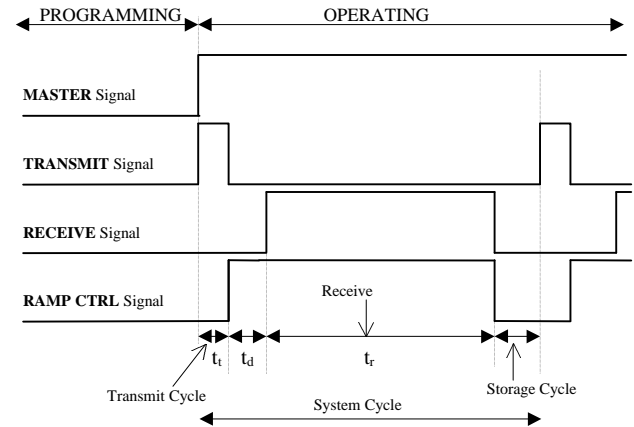 PROGRAMMING OPERATING
MASTER Signal
TRANSMIT Signal
RECEIVE Signal
RAMP CTRL Signal
Receive
tt td tr
Transmit Cycle
Storage Cycle
System Cycle